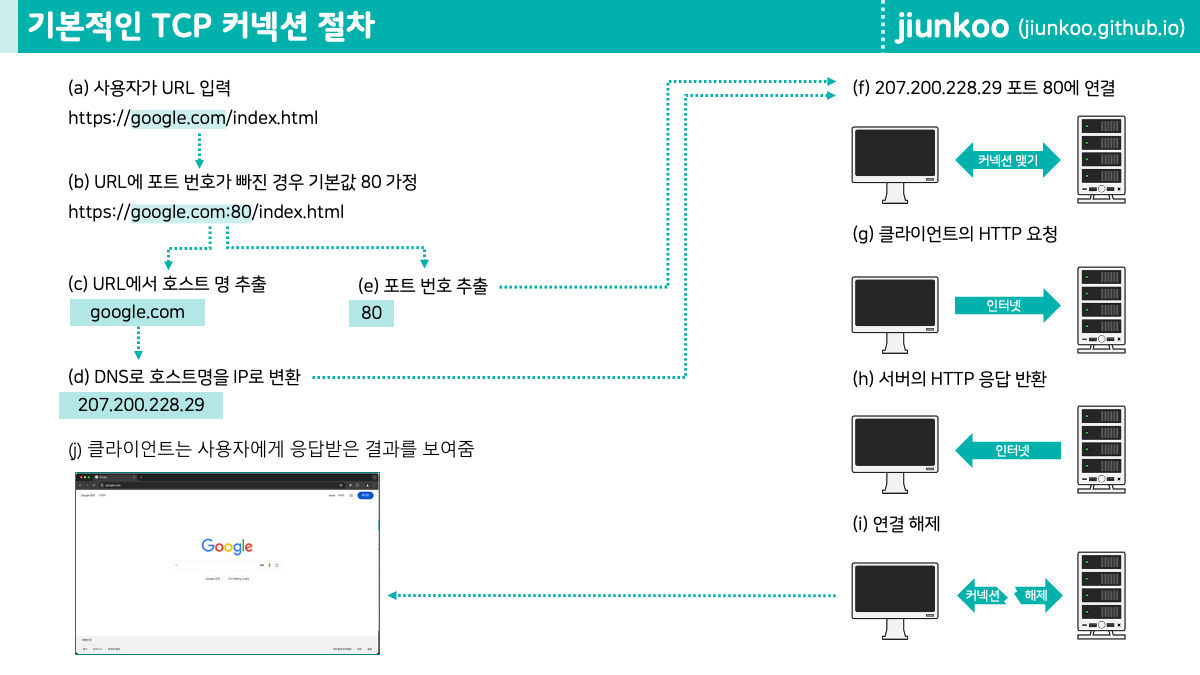 기본적인 TCP 커넥션 절차
jiunkoo (jiunkoo.github.io)
(a) 사용자가 URL 입력
https://google.com/index.html
(b) URL에 포트 번호가 빠진 경우 기본값 80 가정
https://google.com:80/index.html
(c) URL에서 호스트 명 추출
google.com
(e) 포트 번호 추출
80
(d) DNS로 호스트명을 IP로 변환
207.200.228.29
(f) 207.200.228.29 포트 80에 연결
커넥션 맺기
(g) 클라이언트의 HTTP 요청
인터넷
(h) 서버의 HTTP 응답 반환
인터넷
(i) 연결 해제
커넥션 해제
(j) 클라이언트는 사용자에게 응답받은 결과를 보여줌
Google